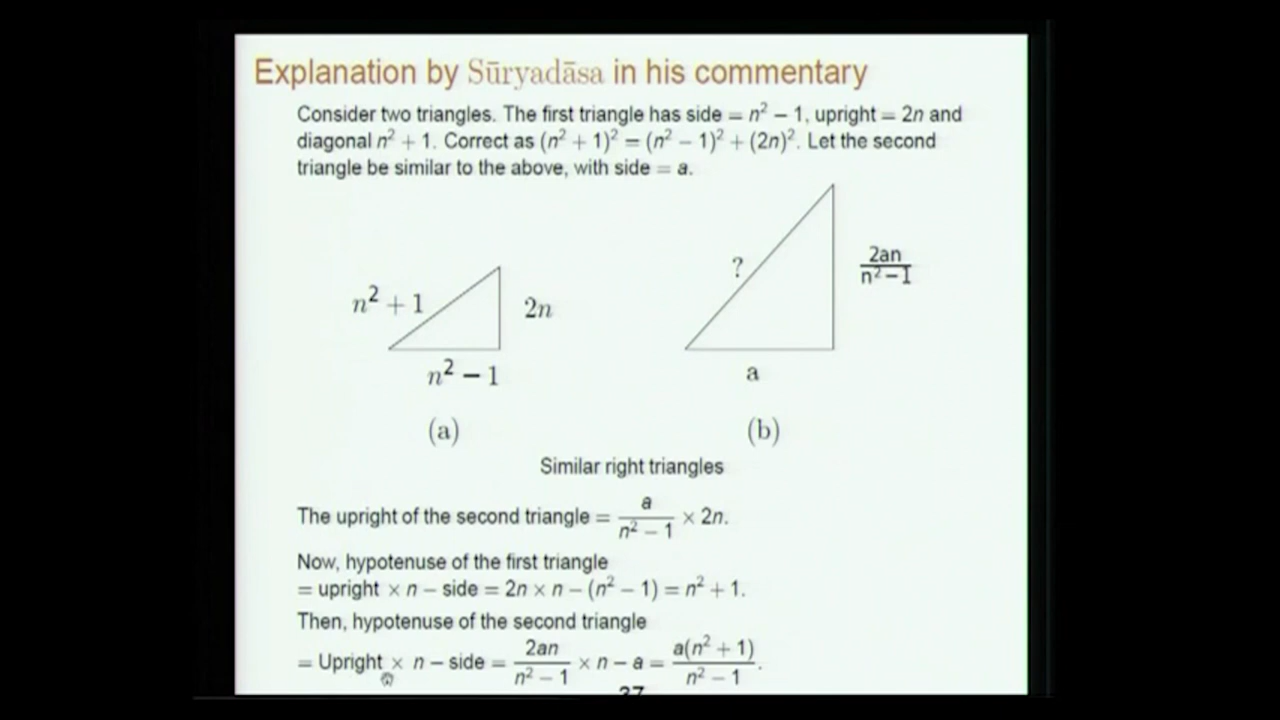 Explanation by Sūryadāsa in his commentary
Consider two triangles. The first triangle has side = n² − 1, upright = 2n and
diagonal n² + 1. Correct as (n² + 1)² = (n² − 1)² + (2n)². Let the second
triangle be similar to the above, with side = a.
n² + 1
2n
n² − 1
(a)
?
2an
n² − 1
a
(b)
Similar right triangles
The upright of the second triangle = a / (n² − 1) × 2n.
Now, hypotenuse of the first triangle
= upright × n − side = 2n × n − (n² − 1) = n² + 1.
Then, hypotenuse of the second triangle
= Upright × n − side = 2an / (n² − 1) × n − a = a(n² + 1) / (n² − 1).